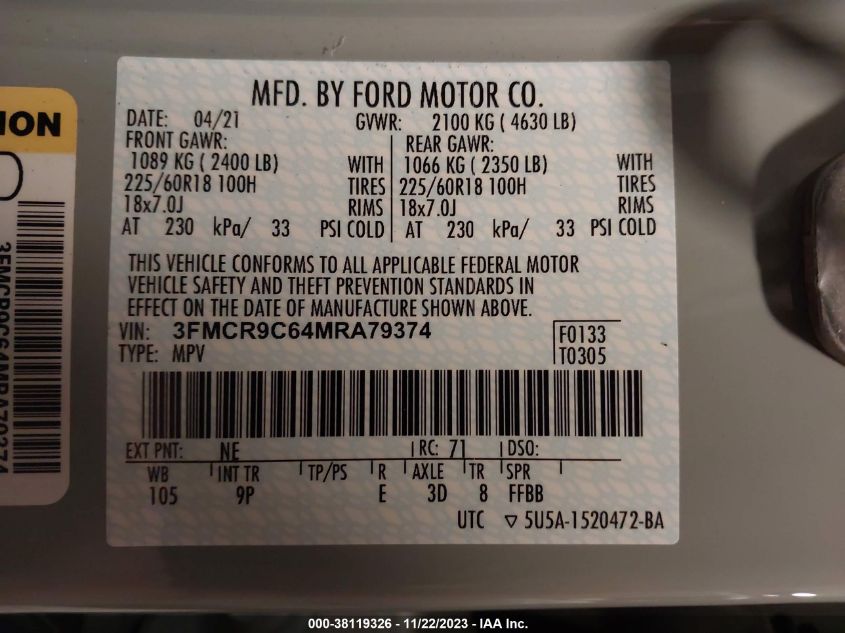 MFD. BY FORD MOTOR CO.
DATE: 04/21 GVWR: 2100 KG ( 4630 LB)
FRONT GAWR: REAR GAWR:
1089 KG ( 2400 LB) WITH 1066 KG ( 2350 LB) WITH
225/60R18 100H TIRES 225/60R18 100H TIRES
18x7.0J RIMS 18x7.0J RIMS
AT 230 kPa/ 33 PSI COLD AT 230 kPa/ 33 PSI COLD
THIS VEHICLE CONFORMS TO ALL APPLICABLE FEDERAL MOTOR
VEHICLE SAFETY AND THEFT PREVENTION STANDARDS IN
EFFECT ON THE DATE OF MANUFACTURE SHOWN ABOVE.
VIN: 3FMCR9C64MRA79374 F0133
TYPE: MPV T0305
EXT PNT: NE RC: 71 DSO:
WB INT TR TP/PS R AXLE TR SPR
105 9P E 3D 8 FFBB
UTC ▽ 5U5A-1520472-BA
ION
3FMCR9C64MRA79374
000-38119326 - 11/22/2023 - IAA Inc.